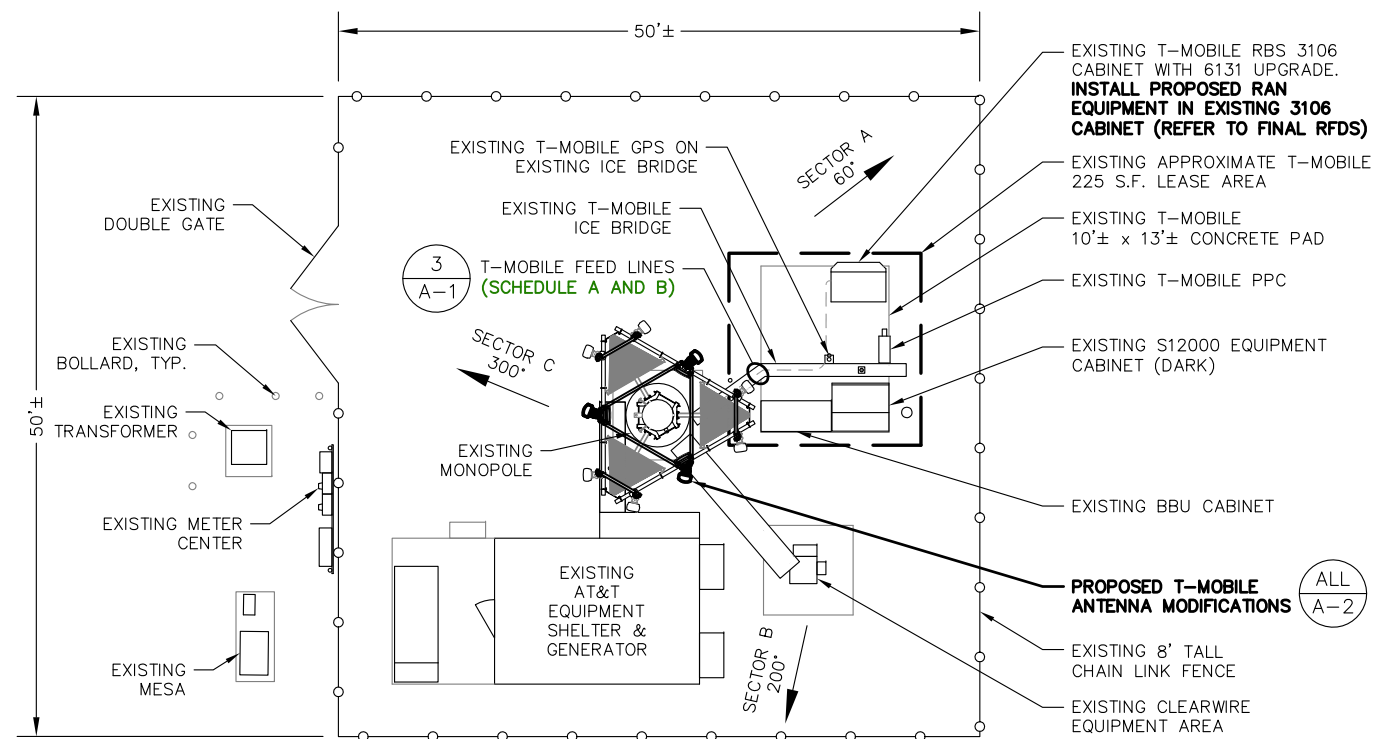 50'±
50'±
EXISTING T-MOBILE RBS 3106
CABINET WITH 6131 UPGRADE.
INSTALL PROPOSED RAN
EQUIPMENT IN EXISTING 3106
CABINET (REFER TO FINAL RFDS)
EXISTING T-MOBILE GPS ON
EXISTING ICE BRIDGE
SECTOR A
60°
EXISTING APPROXIMATE T-MOBILE
225 S.F. LEASE AREA
EXISTING
DOUBLE GATE
EXISTING T-MOBILE
ICE BRIDGE
EXISTING T-MOBILE
10'± x 13'± CONCRETE PAD
3
A-1
T-MOBILE FEED LINES
(SCHEDULE A AND B)
EXISTING T-MOBILE PPC
SECTOR C
300°
EXISTING
BOLLARD, TYP.
EXISTING S12000 EQUIPMENT
CABINET (DARK)
EXISTING
TRANSFORMER
EXISTING
MONOPOLE
EXISTING BBU CABINET
EXISTING METER
CENTER
EXISTING
AT&T
EQUIPMENT
SHELTER &
GENERATOR
PROPOSED T-MOBILE
ANTENNA MODIFICATIONS
ALL
A-2
SECTOR B
200°
EXISTING
MESA
EXISTING 8' TALL
CHAIN LINK FENCE
EXISTING CLEARWIRE
EQUIPMENT AREA